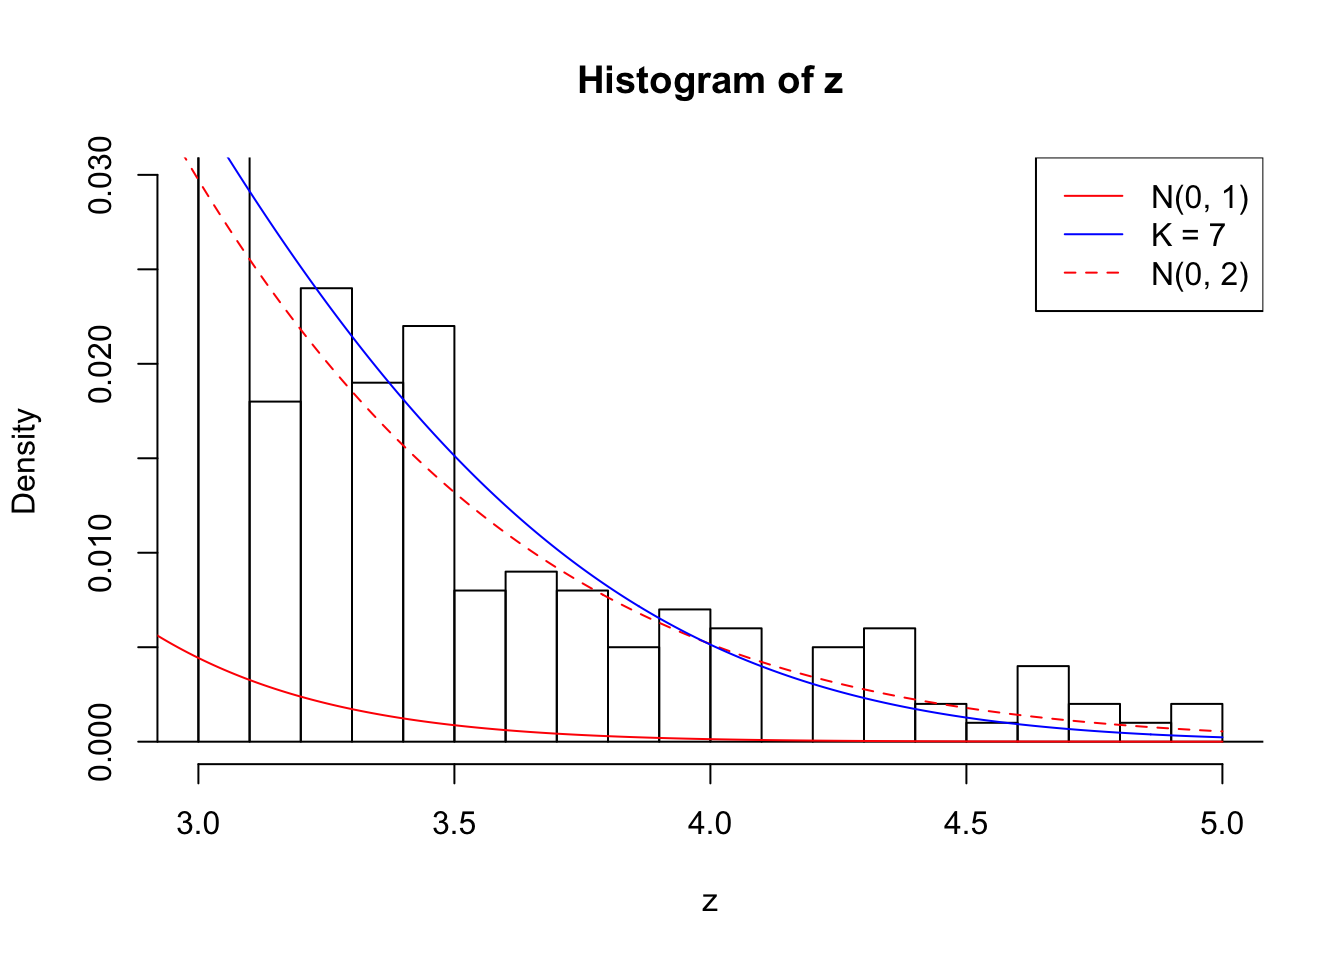 Histogram of z
N(0, 1)
K = 7
N(0, 2)
Density
0.030
0.020
0.010
0.000
3.0 3.5 4.0 4.5 5.0
z